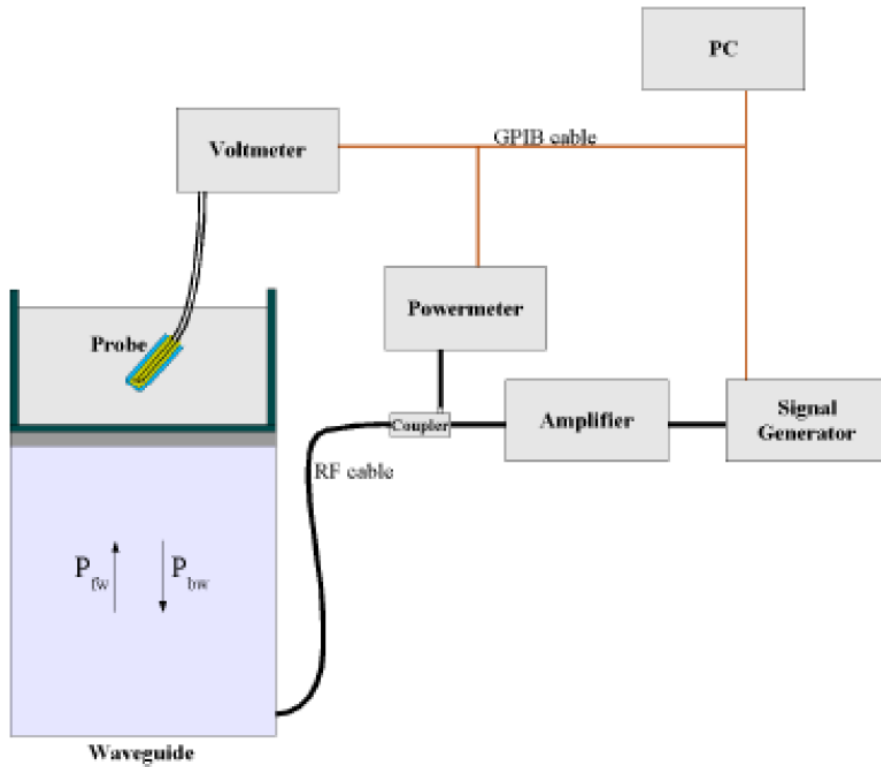 PC
GPIB cable
Voltmeter
Powermeter
Probe
Coupler
Amplifier
Signal
Generator
RF cable
P fw
P bw
Waveguide